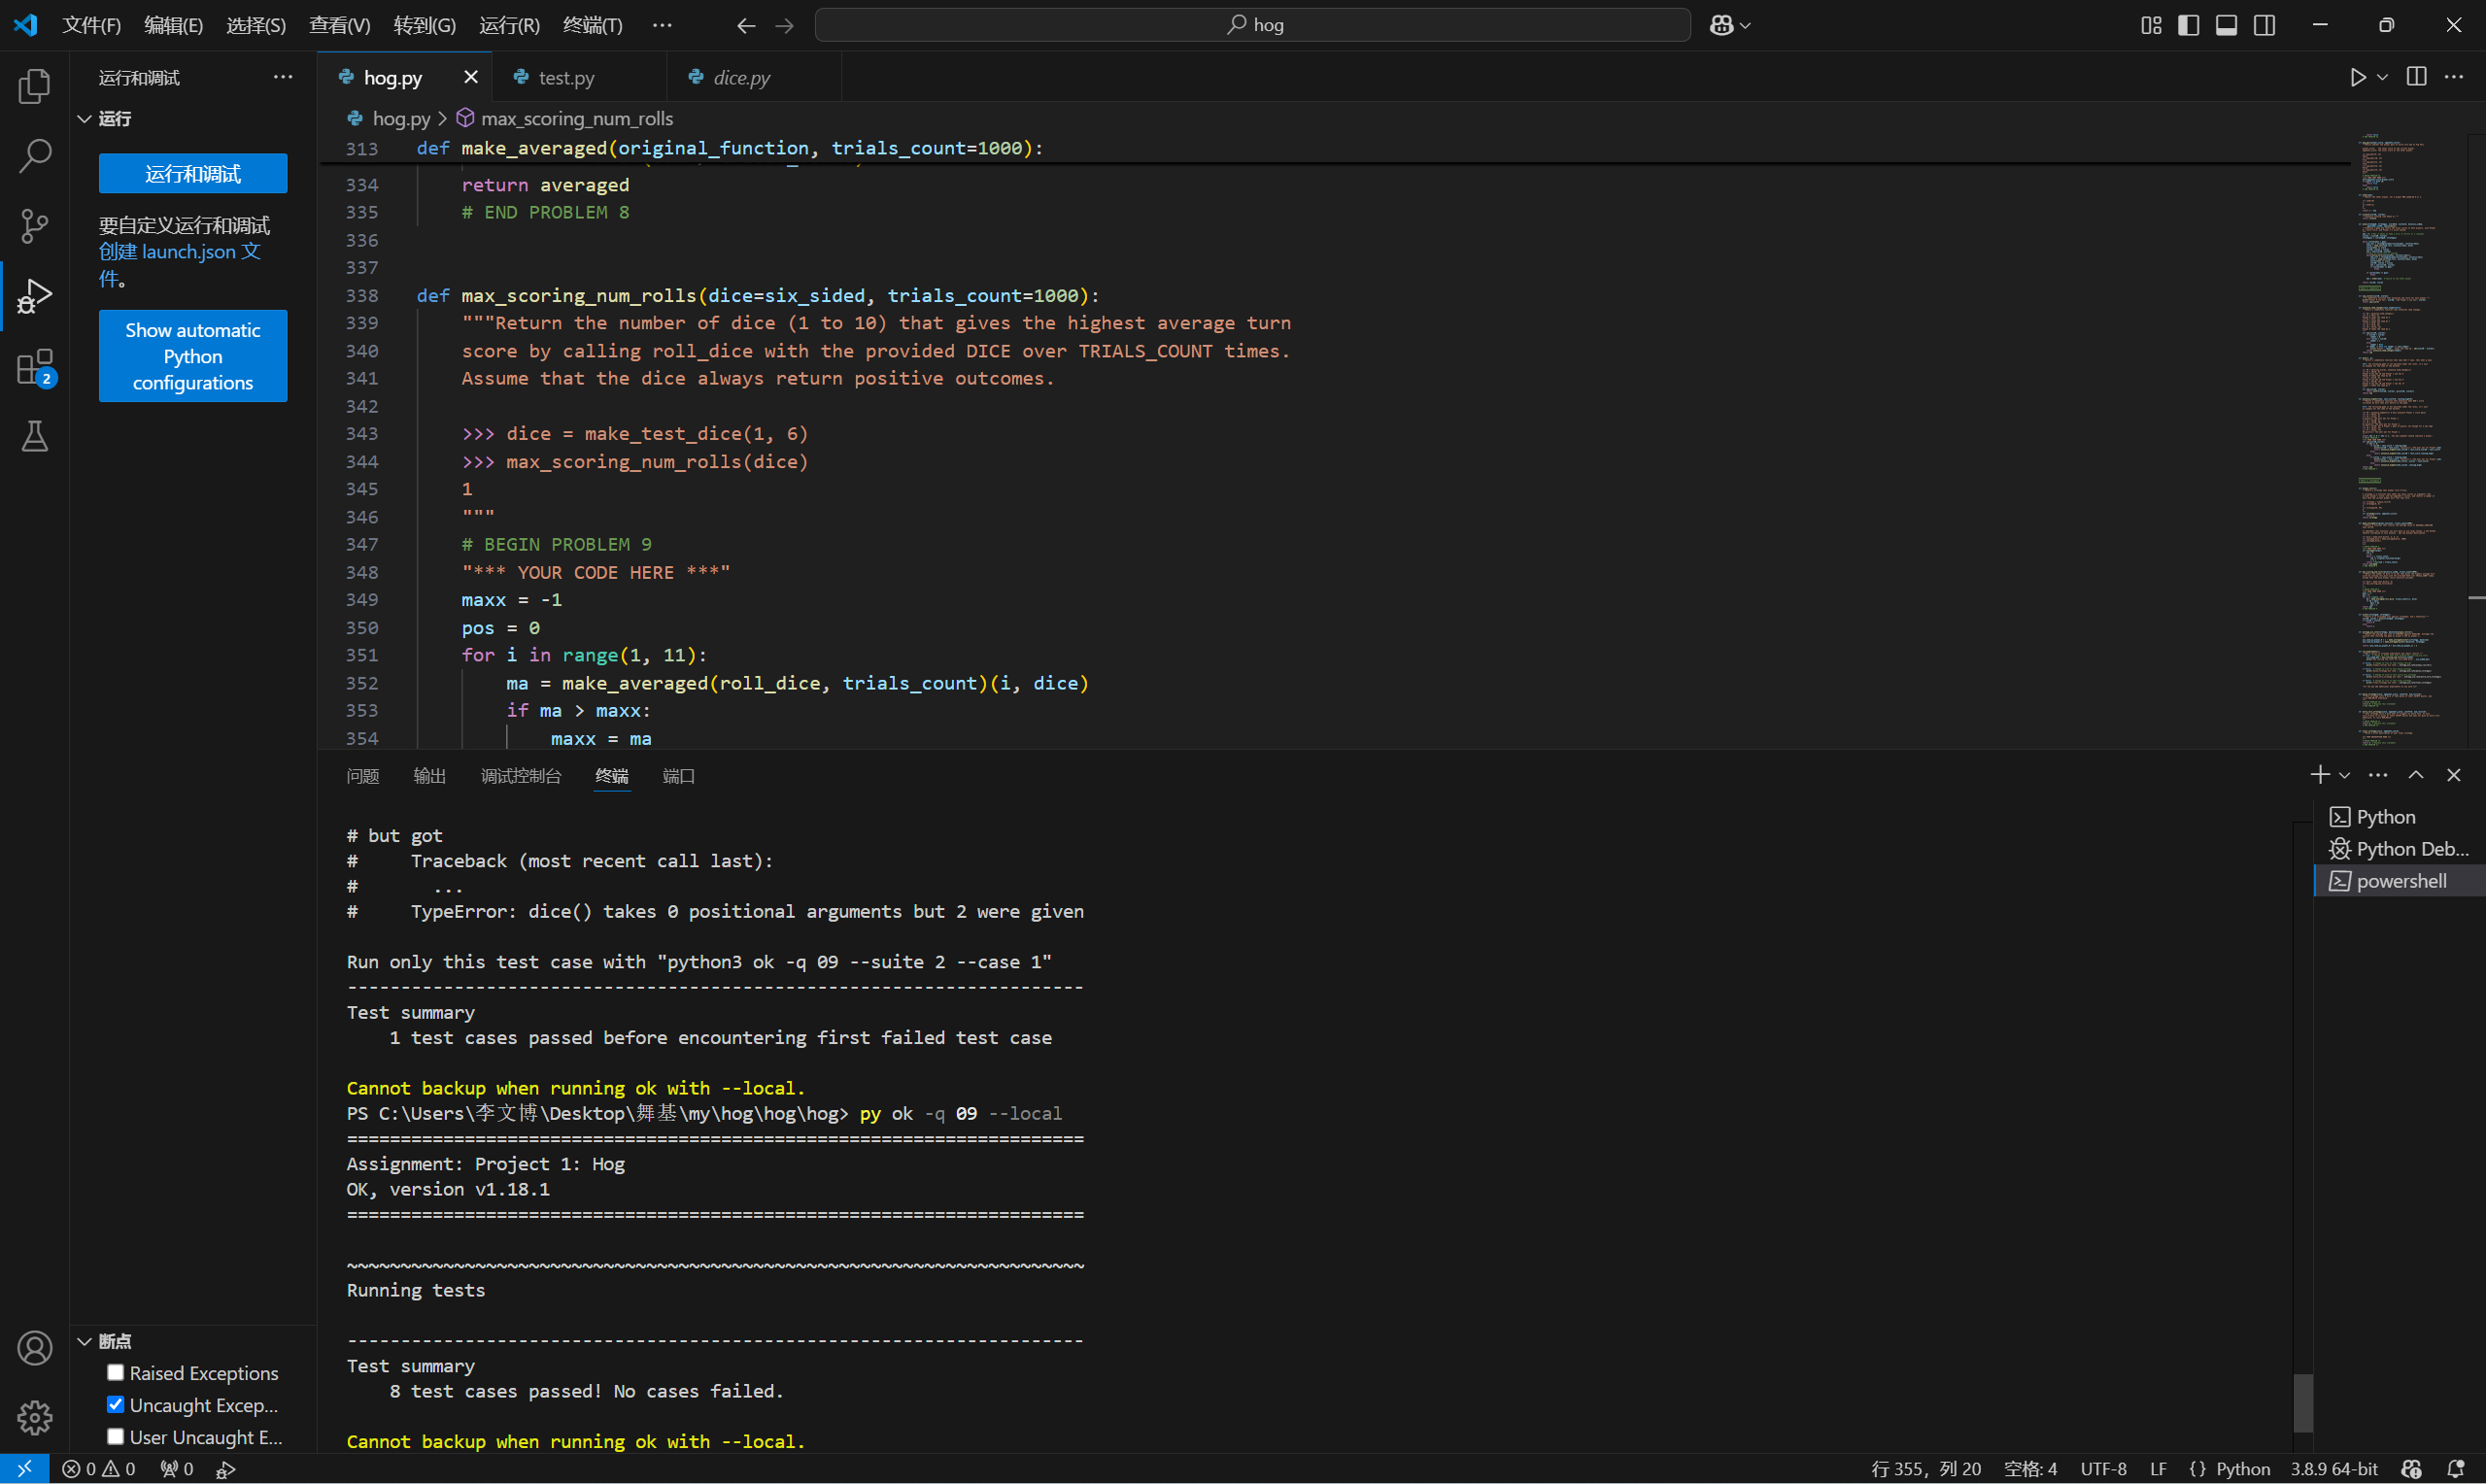 文件(F) 编辑(E) 选择(S) 查看(V) 转到(G) 运行(R) 终端(T) ··· hog
运行和调试 ···
运行
运行和调试
要自定义运行和调试
创建 launch.json 文
件。
Show automatic
Python
configurations
2
断点
Raised Exceptions
Uncaught Excep...
User Uncaught E...
hog.py test.py dice.py
hog.py > max_scoring_num_rolls
313 def make_averaged(original_function, trials_count=1000):
334 return averaged
335 # END PROBLEM 8
336
337
338 def max_scoring_num_rolls(dice=six_sided, trials_count=1000):
339 """Return the number of dice (1 to 10) that gives the highest average turn
340 score by calling roll_dice with the provided DICE over TRIALS_COUNT times.
341 Assume that the dice always return positive outcomes.
342
343 >>> dice = make_test_dice(1, 6)
344 >>> max_scoring_num_rolls(dice)
345 1
346 """
347 # BEGIN PROBLEM 9
348 "*** YOUR CODE HERE ***"
349 maxx = -1
350 pos = 0
351 for i in range(1, 11):
352 ma = make_averaged(roll_dice, trials_count)(i, dice)
353 if ma > maxx:
354 maxx = ma
问题 输出 调试控制台 终端 端口
# but got
# Traceback (most recent call last):
# ...
# TypeError: dice() takes 0 positional arguments but 2 were given
Run only this test case with "python3 ok -q 09 --suite 2 --case 1"
---------------------------------------------------------------------
Test summary
1 test cases passed before encountering first failed test case
Cannot backup when running ok with --local.
PS C:\Users\李文博\Desktop\舞基\my\hog\hog\hog> py ok -q 09 --local
=====================================================================
Assignment: Project 1: Hog
OK, version v1.18.1
=====================================================================
~~~~~~~~~~~~~~~~~~~~~~~~~~~~~~~~~~~~~~~~~~~~~~~~~~~~~~~~~~~~~~~~~~~~~
Running tests
---------------------------------------------------------------------
Test summary
8 test cases passed! No cases failed.
Cannot backup when running ok with --local.
Python
Python Deb...
powershell
0 0 0 行 355，列 20 空格: 4 UTF-8 LF {} Python 3.8.9 64-bit